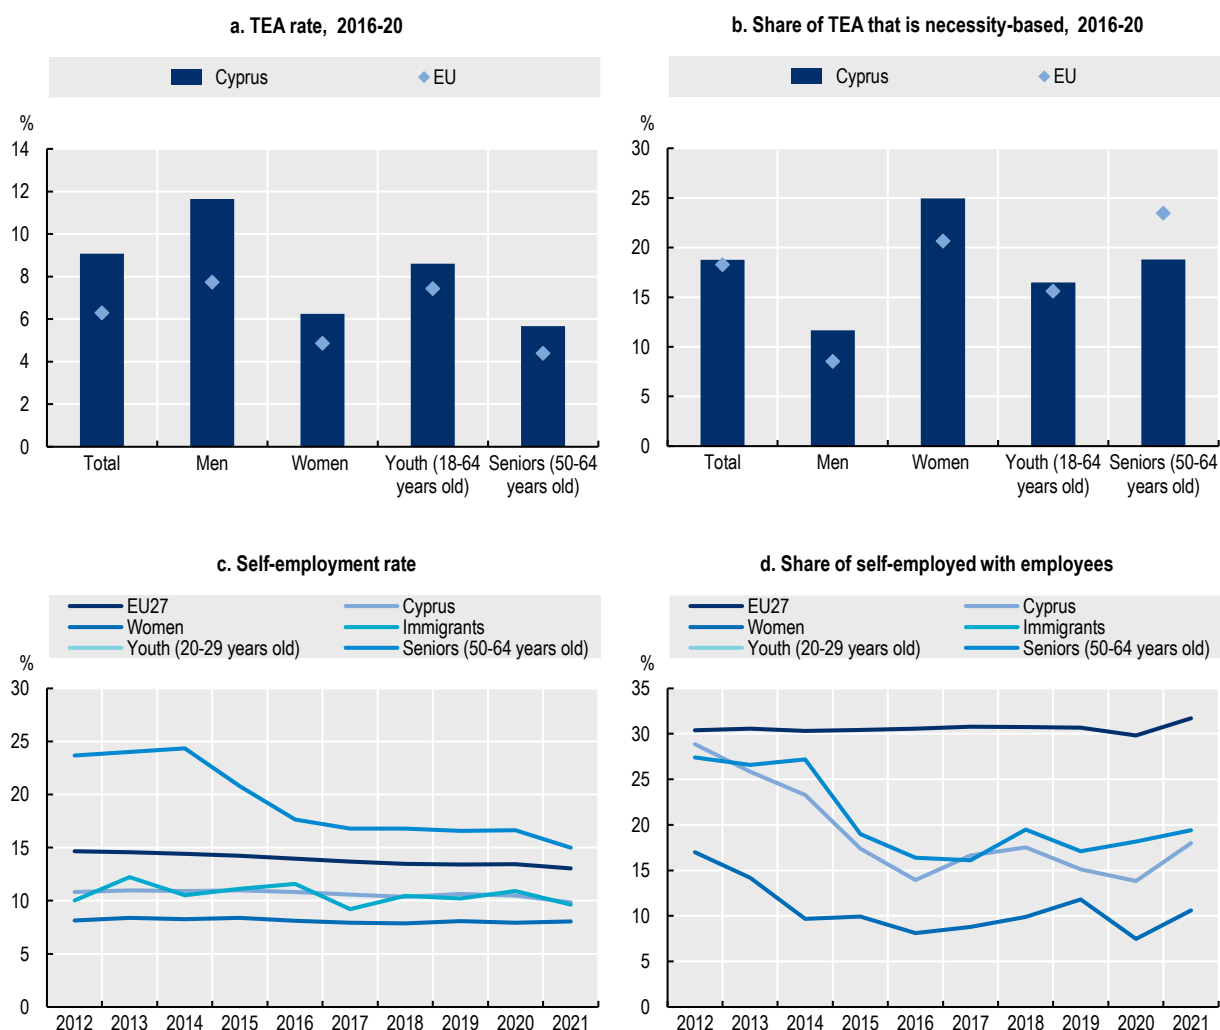 a. TEA rate, 2016-20
Cyprus EU
%
14
12
10
8
6
4
2
0
Total Men Women Youth (18-64 Seniors (50-64
years old) years old)
b. Share of TEA that is necessity-based, 2016-20
Cyprus EU
%
30
25
20
15
10
5
0
Total Men Women Youth (18-64 Seniors (50-64
years old) years old)
c. Self-employment rate
EU27 Cyprus
Women Immigrants
Youth (20-29 years old) Seniors (50-64 years old)
%
30
25
20
15
10
5
0
2012 2013 2014 2015 2016 2017 2018 2019 2020 2021
d. Share of self-employed with employees
EU27 Cyprus
Women Immigrants
Youth (20-29 years old) Seniors (50-64 years old)
%
35
30
25
20
15
10
5
0
2012 2013 2014 2015 2016 2017 2018 2019 2020 2021